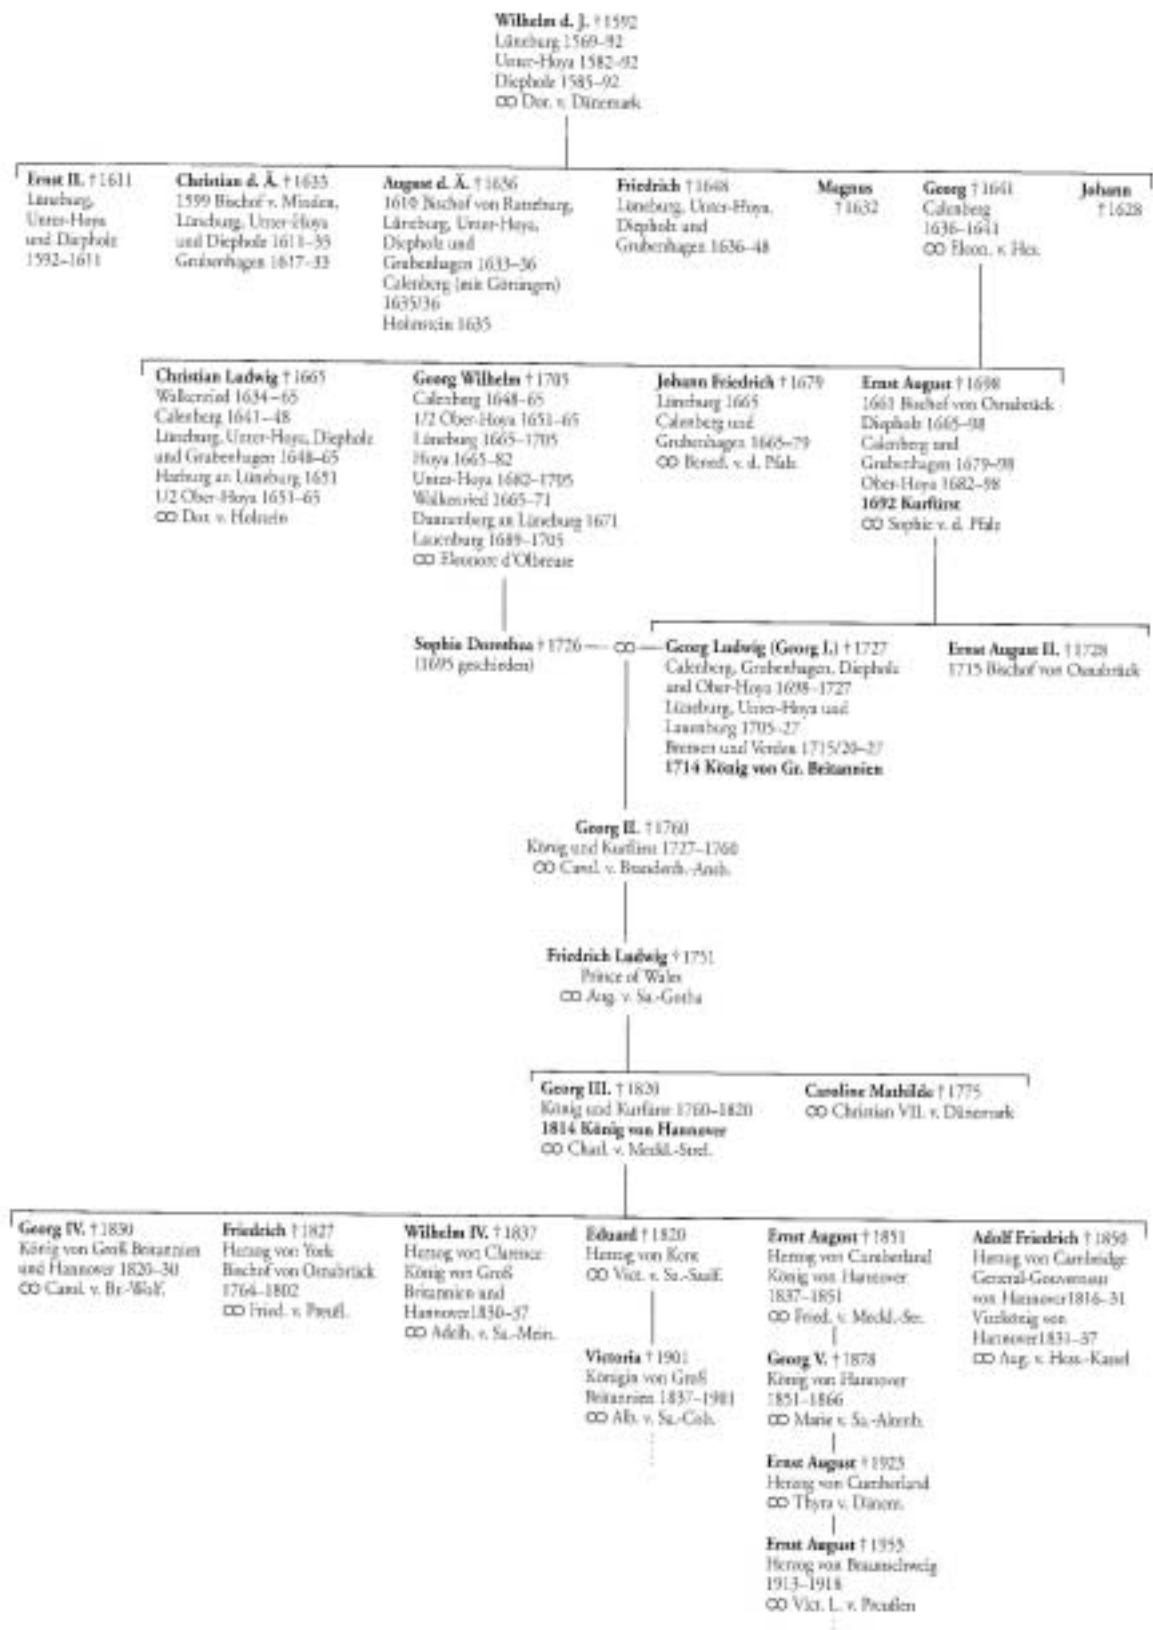 Wilhelm d. J. †1592
Lüneburg 1569–92
Unter-Hoya 1582–92
Diepholz 1585–92
∞ Dor. v. Dänemark
Ernst II. †1611
Lüneburg,
Unter-Hoya
und Diepholz
1592–1611
Christian d. Ä. †1633
1599 Bischof v. Minden,
Lüneburg, Unter-Hoya
und Diepholz 1611–33
Grubenhagen 1617–33
August d. Ä. †1636
1610 Bischof von Ratzeburg,
Lüneburg, Unter-Hoya,
Diepholz und
Grubenhagen 1633–36
Calenberg (mit Göttingen)
1635/36
Hohnstein 1635
Friedrich †1648
Lüneburg, Unter-Hoya,
Diepholz und
Grubenhagen 1636–48
Magnus
†1632
Georg †1641
Calenberg
1636–1641
∞ Eleon. v. Hes.
Johann
†1628
Christian Ludwig †1665
Walkenried 1634–65
Calenberg 1641–48
Lüneburg, Unter-Hoya, Diepholz
und Grubenhagen 1648–65
Harburg an Lüneburg 1651
1/2 Ober-Hoya 1651–65
∞ Dor. v. Holstein
Georg Wilhelm †1705
Calenberg 1648–65
1/2 Ober-Hoya 1651–65
Lüneburg 1665–1705
Hoya 1665–82
Unter-Hoya 1682–1705
Walkenried 1665–71
Dannenberg an Lüneburg 1671
Lauenburg 1689–1705
∞ Eleonore d'Olbreuse
Johann Friedrich †1679
Lüneburg 1665
Calenberg und
Grubenhagen 1665–79
∞ Bened. v. d. Pfalz
Ernst August †1698
1661 Bischof von Osnabrück
Diepholz 1665–98
Calenberg und
Grubenhagen 1679–98
Ober-Hoya 1682–98
1692 Kurfürst
∞ Sophie v. d. Pfalz
Sophie Dorothea †1726 — ∞ — Georg Ludwig (Georg I.) †1727
(1695 geschieden)
Calenberg, Grubenhagen, Diepholz
und Ober-Hoya 1698–1727
Lüneburg, Unter-Hoya und
Lauenburg 1705–27
Bremen und Verden 1715/20–27
1714 König von Gr. Britannien
Ernst August II. †1728
1715 Bischof von Osnabrück
Georg II. †1760
König und Kurfürst 1727–1760
∞ Carol. v. Brandenb.-Ansb.
Friedrich Ludwig †1751
Prince of Wales
∞ Aug. v. Sa.-Gotha
Georg III. †1820
König und Kurfürst 1760–1820
1814 König von Hannover
∞ Charl. v. Meckl.-Strel.
Caroline Mathilde †1775
∞ Christian VII. v. Dänemark
Georg IV. †1830
König von Groß Britannien
und Hannover 1820–30
∞ Carol. v. Br.-Wolf.
Friedrich †1827
Herzog von York
Bischof von Osnabrück
1764–1802
∞ Fried. v. Preuß.
Wilhelm IV. †1837
Herzog von Clarence
König von Groß
Britannien und
Hannover1830–37
∞ Adelh. v. Sa.-Mein.
Eduard †1820
Herzog von Kent
∞ Vict. v. Sa.-Saalf.
Victoria †1901
Königin von Groß
Britannien 1837–1901
∞ Alb. v. Sa.-Cob.
Ernst August †1851
Herzog von Cumberland
König von Hannover
1837–1851
∞ Fried. v. Meckl.-Str.
Georg V. †1878
König von Hannover
1851–1866
∞ Marie v. Sa.-Altenb.
Ernst August †1923
Herzog von Cumberland
∞ Thyra v. Dänem.
Ernst August †1953
Herzog von Braunschweig
1913–1918
∞ Vict. L. v. Preußen
Adolf Friedrich †1850
Herzog von Cambridge
General-Gouverneur
von Hannover1816–31
Vizekönig von
Hannover1831–37
∞ Aug. v. Hess.-Kassel